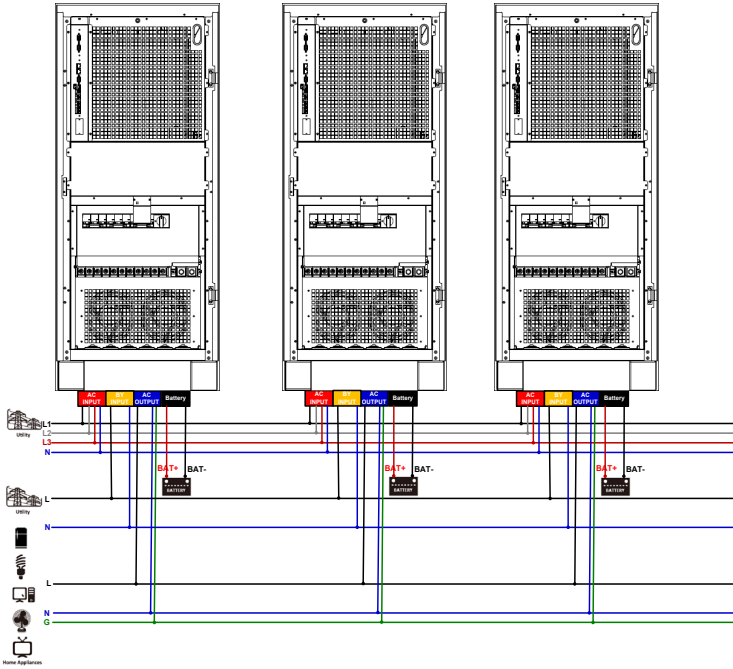 AC INPUT BY INPUT AC OUTPUT Battery
AC INPUT BY INPUT AC OUTPUT Battery
AC INPUT BY INPUT AC OUTPUT Battery
L1
Utility
L2
L3
N
BAT+ BAT-
BAT+ BAT-
BAT+ BAT-
BATTERY
BATTERY
BATTERY
L
Utility
N
L
N
G
Home Appliances